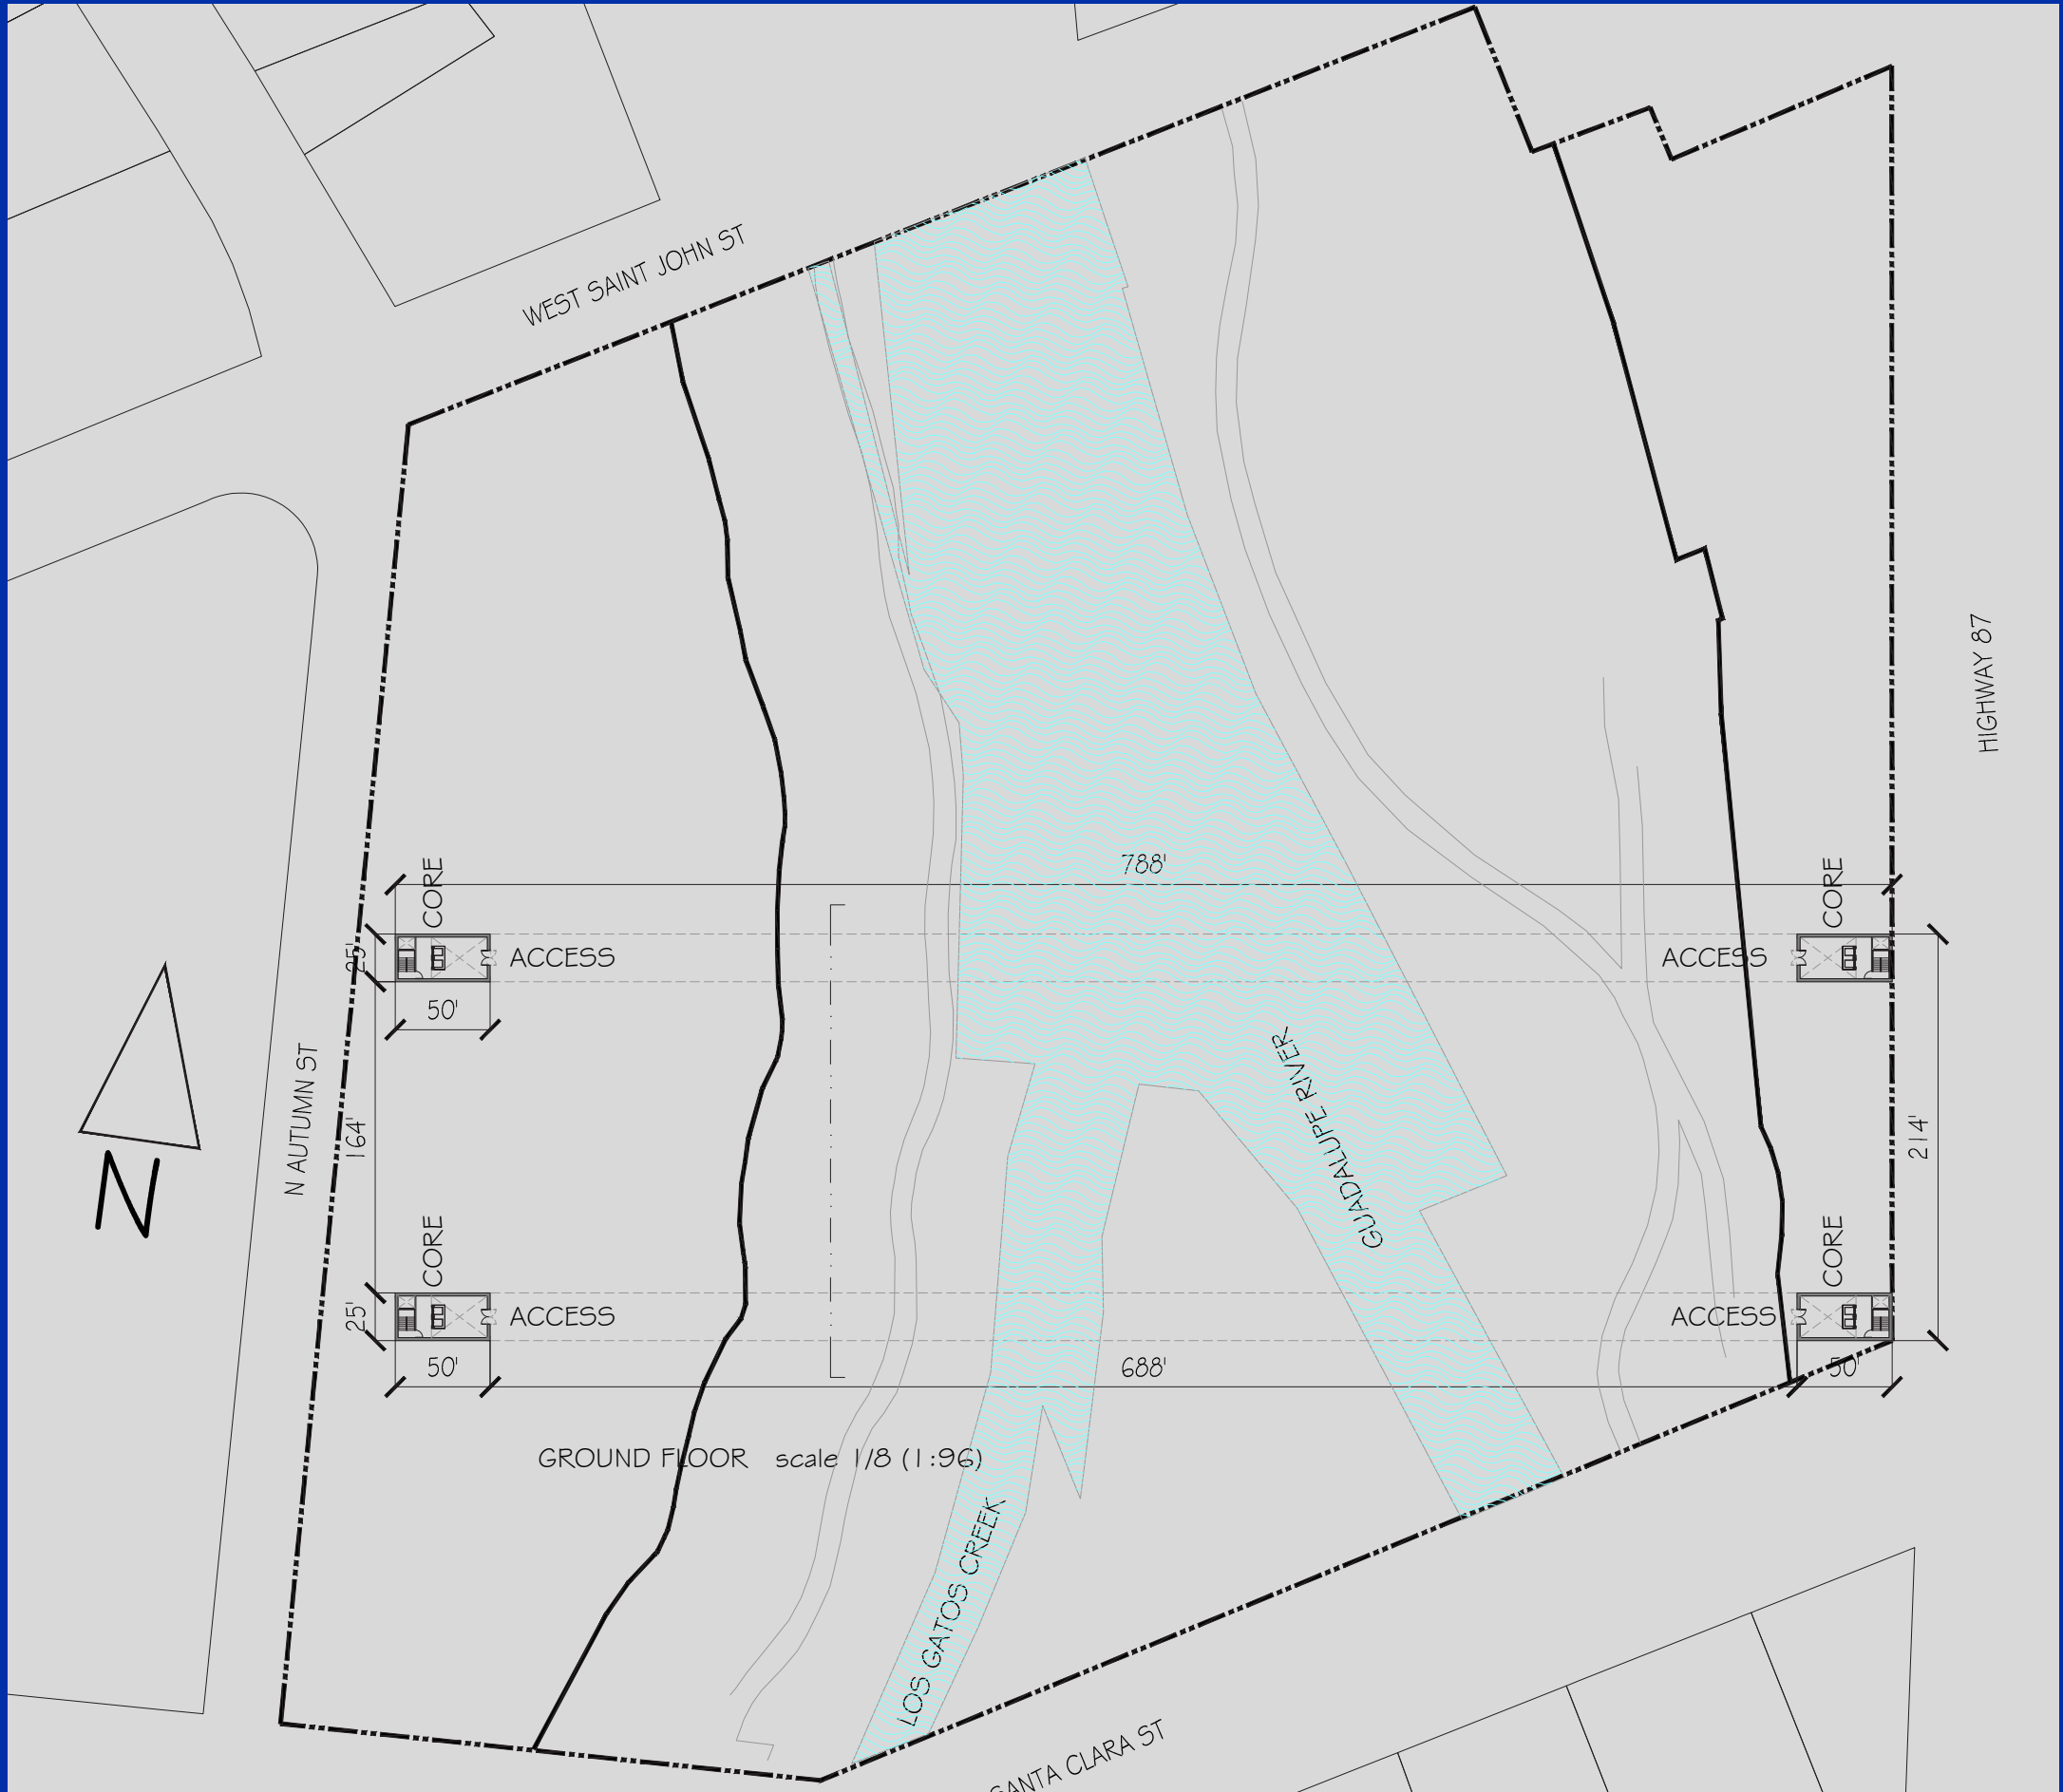 WEST SAINT JOHN ST
HIGHWAY 87
788'
CORE
CORE
25'
ACCESS
ACCESS
50'
GUADALUPE RIVER
N AUTUMN ST
164'
214'
N
CORE
CORE
25'
ACCESS
ACCESS
50'
688'
50'
GROUND FLOOR scale 1/8 (1:96)
LOS GATOS CREEK
SANTA CLARA ST